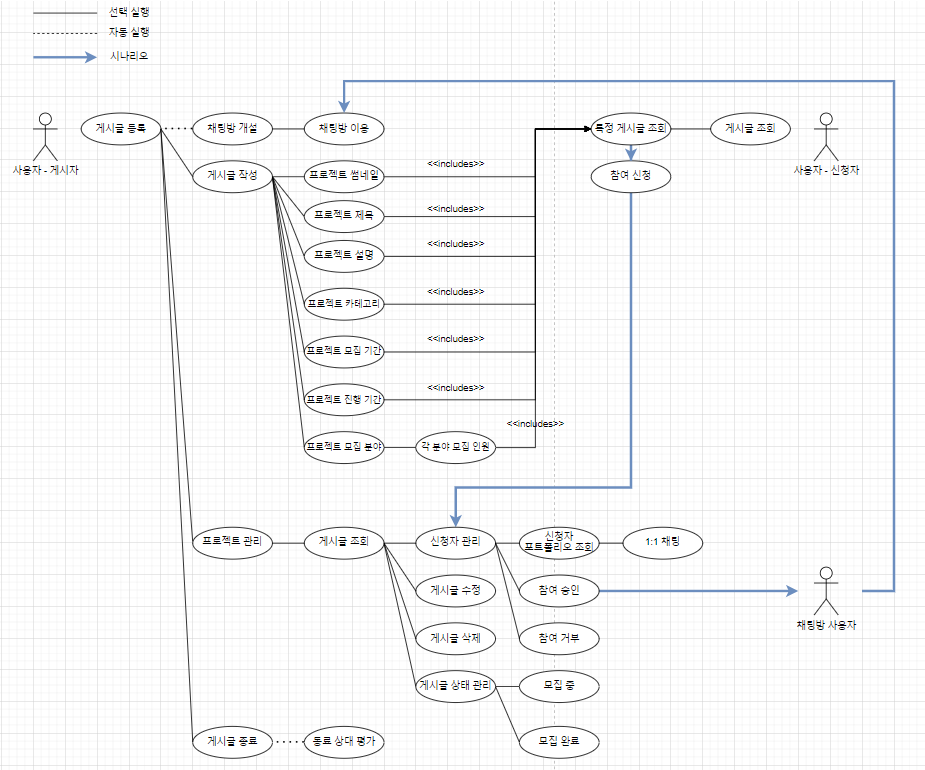 선택 실행
자동 실행
시나리오
게시글 등록
채팅방 개설
채팅방 이용
특정 게시글 조회
게시글 조회
사용자 - 게시자
사용자 - 신청자
게시글 작성
프로젝트 썸네일
<<includes>>
참여 신청
프로젝트 제목
<<includes>>
프로젝트 설명
<<includes>>
프로젝트 카테고리
<<includes>>
프로젝트 모집 기간
<<includes>>
프로젝트 진행 기간
<<includes>>
<<includes>>
프로젝트 모집 분야
각 분야 모집 인원
프로젝트 관리
게시글 조회
신청자 관리
신청자
포트폴리오 조회
1:1 채팅
게시글 수정
참여 승인
채팅방 사용자
게시글 삭제
참여 거부
게시글 상태 관리
모집 중
게시글 종료
동료 상대 평가
모집 완료